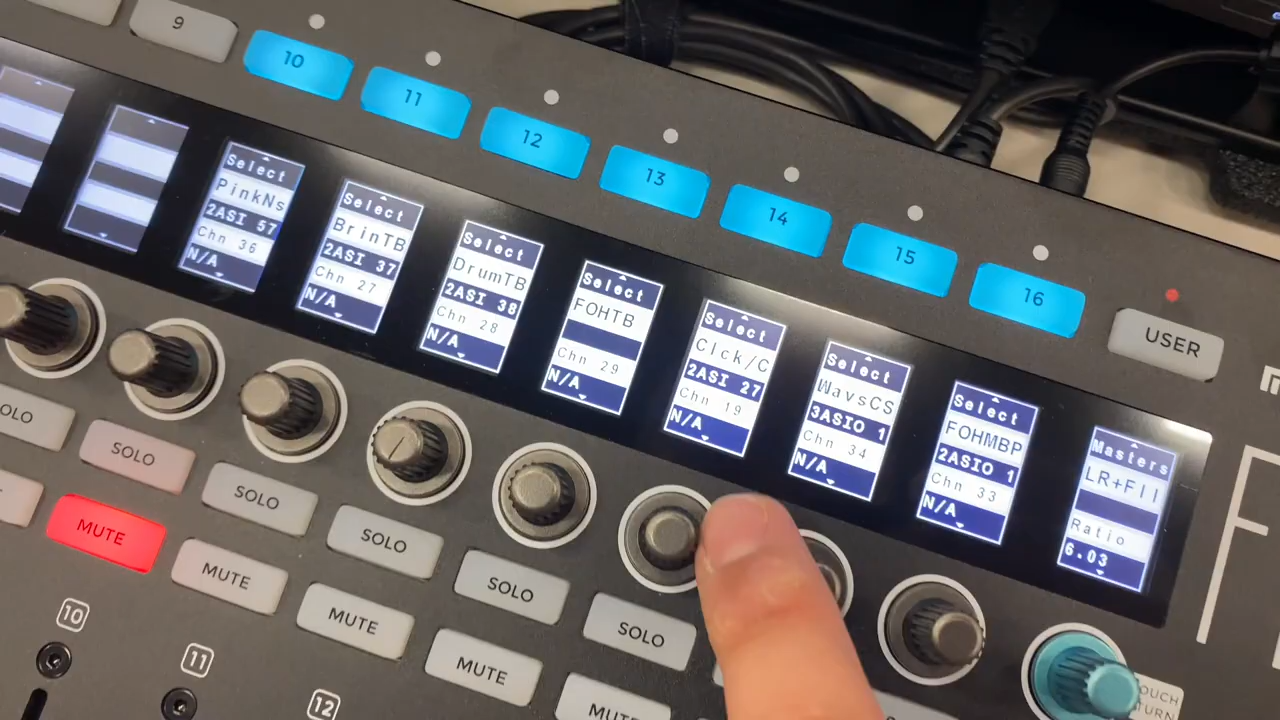 9
10
11
12
13
14
15
16
USER
Select
PinkNs
2ASI 57
Chn 36
N/A
Select
BrinTB
2ASI 37
Chn 27
N/A
Select
DrumTB
2ASI 38
Chn 28
N/A
Select
FOHTB
Chn 29
N/A
Select
Clck/C
2ASI 27
Chn 19
N/A
Select
WavsCS
3ASIO 1
Chn 34
N/A
Select
FOHMBP
2ASIO 1
Chn 33
N/A
Masters
LR+Fll
Ratio
6.03
SOLO
SOLO
SOLO
SOLO
SOLO
MUTE
MUTE
MUTE
MUTE
MUTE
10
11
12